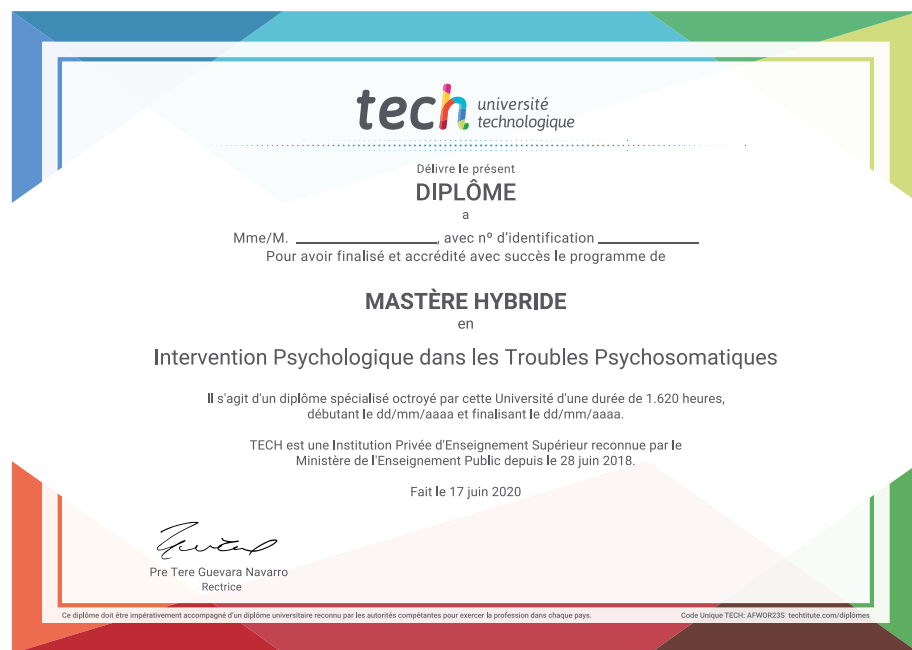 tech université
technologique
Délivre le présent
DIPLÔME
a
Mme/M. ____________, avec nº d'identification ____________
Pour avoir finalisé et accrédité avec succès le programme de
MASTÈRE HYBRIDE
en
Intervention Psychologique dans les Troubles Psychosomatiques
Il s'agit d'un diplôme spécialisé octroyé par cette Université d'une durée de 1.620 heures,
débutant le dd/mm/aaaa et finalisant le dd/mm/aaaa.
TECH est une Institution Privée d'Enseignement Supérieur reconnue par le
Ministère de l'Enseignement Public depuis le 28 juin 2018.
Fait le 17 juin 2020
Pre Tere Guevara Navarro
Rectrice
Ce diplôme doit être impérativement accompagné d'un diplôme universitaire reconnu par les autorités compétentes pour exercer la profession dans chaque pays. Code Unique TECH: AFWOR23S techtitute.com/diplômes